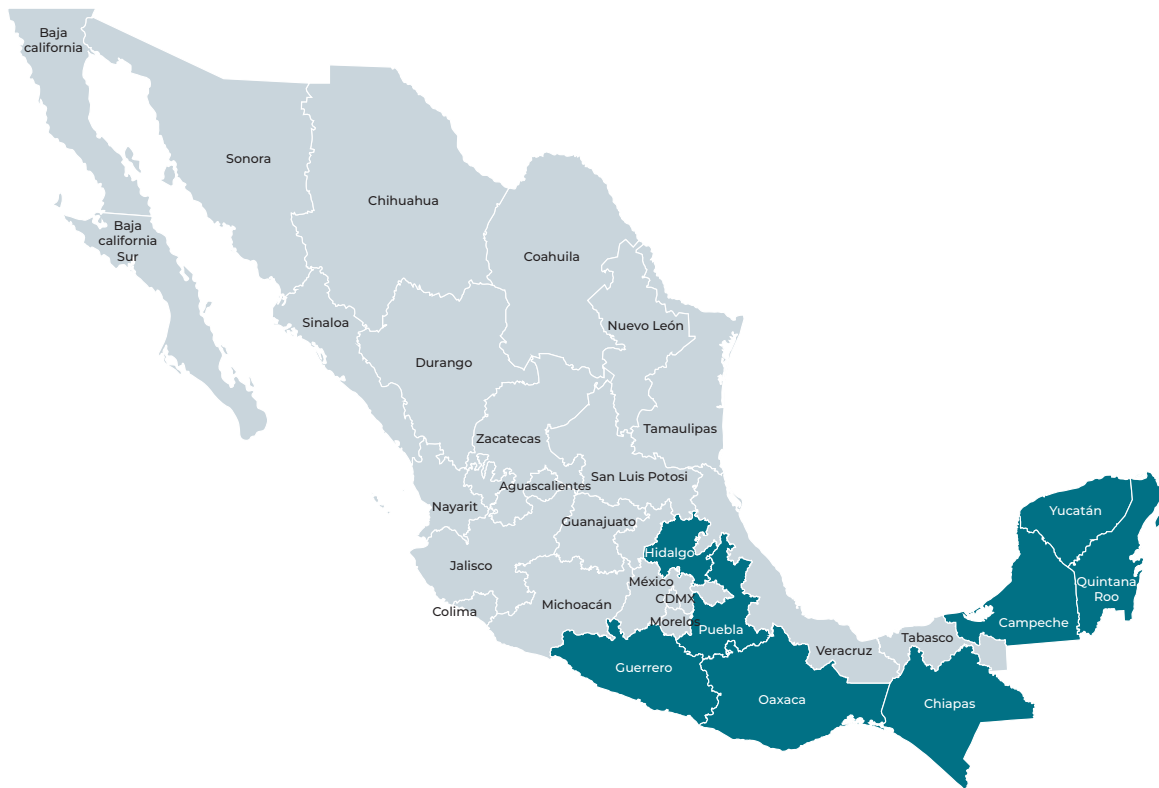 Baja
california
Sonora
Chihuahua
Baja
california
Sur
Coahuila
Sinaloa
Nuevo León
Durango
Tamaulipas
Zacatecas
San Luis Potosi
Aguascalientes
Nayarit
Yucatán
Guanajuato
Hidalgo
Jalisco
México
Quintana
Roo
CDMX
Michoacán
Colima
Morelos
Puebla
Campeche
Tabasco
Veracruz
Guerrero
Oaxaca
Chiapas